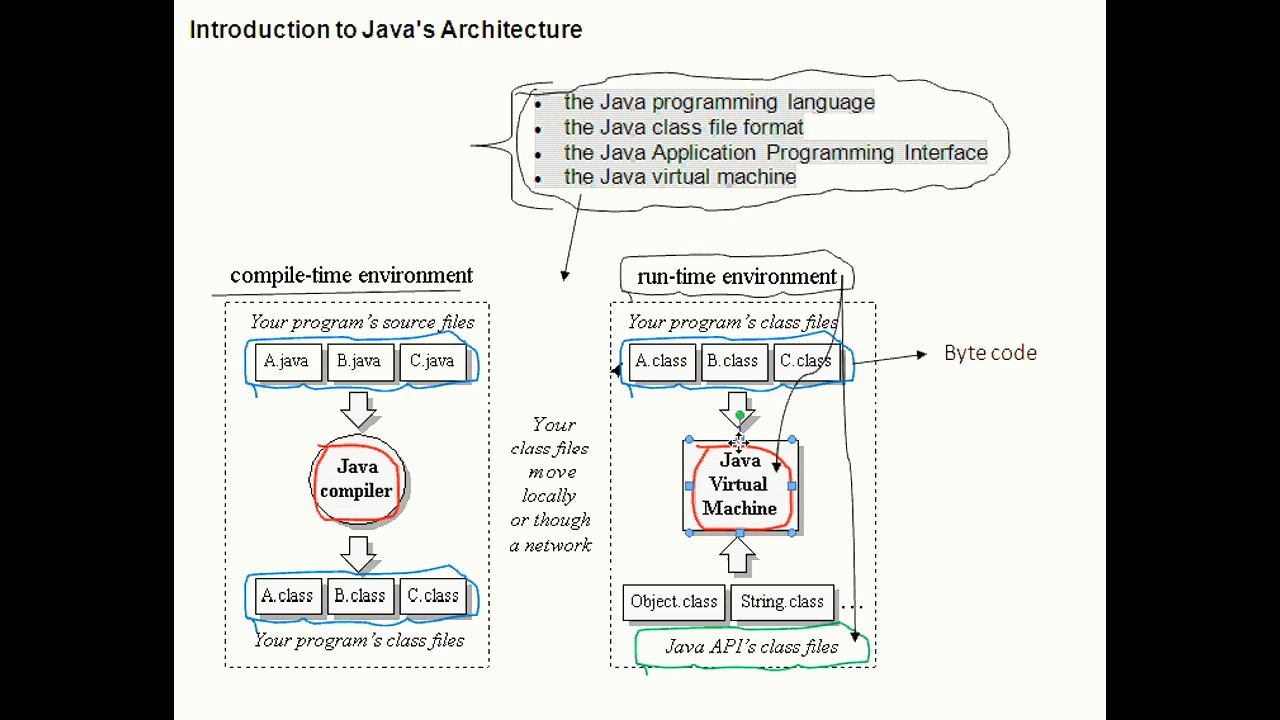 Introduction to Java's Architecture
• the Java programming language
• the Java class file format
• the Java Application Programming Interface
• the Java virtual machine
compile-time environment
Your program's source files
A.java B.java C.java
Java
compiler
A.class B.class C.class
Your program's class files
Your
class files
move
locally
or though
a network
run-time environment
Your program's class files
A.class B.class C.class
Byte code
Java
Virtual
Machine
Object.class String.class ...
Java API's class files